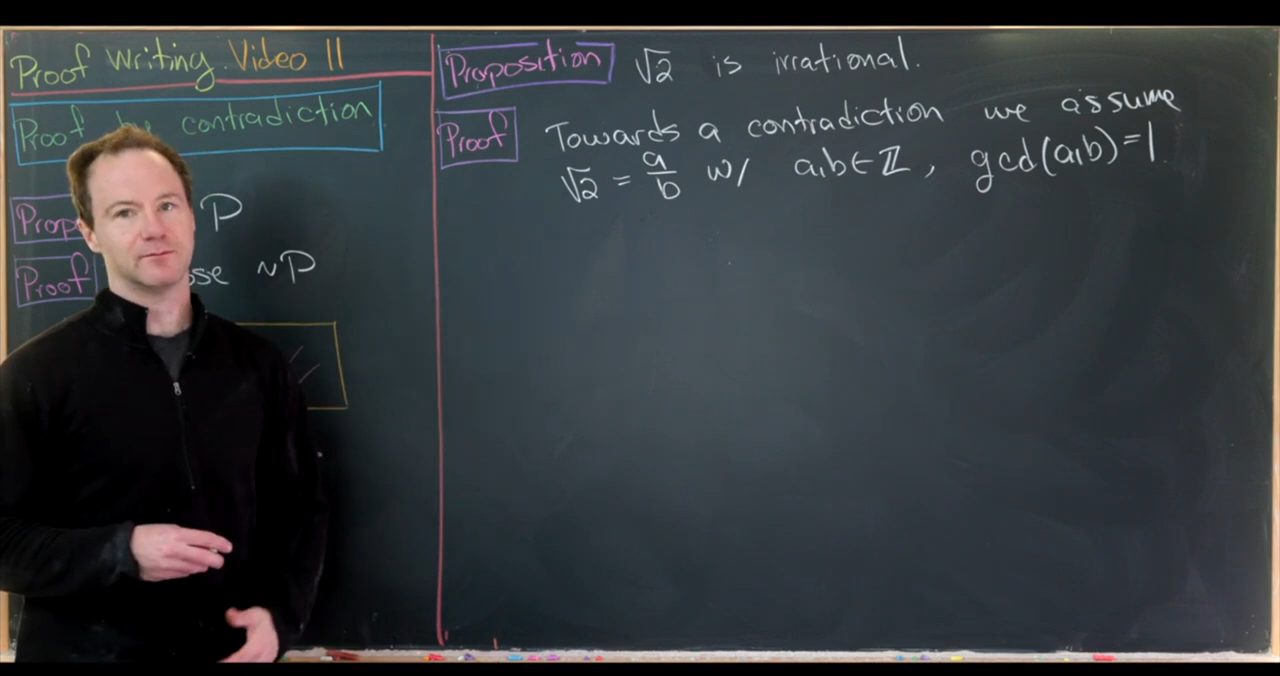 Proof Writing Video 11
Proof by contradiction
P
Proof ~P
Proposition √2 is irrational.
Proof Towards a contradiction we assume
√2 = a/b w/ a,b ∈ ℤ, gcd(a,b)=1.